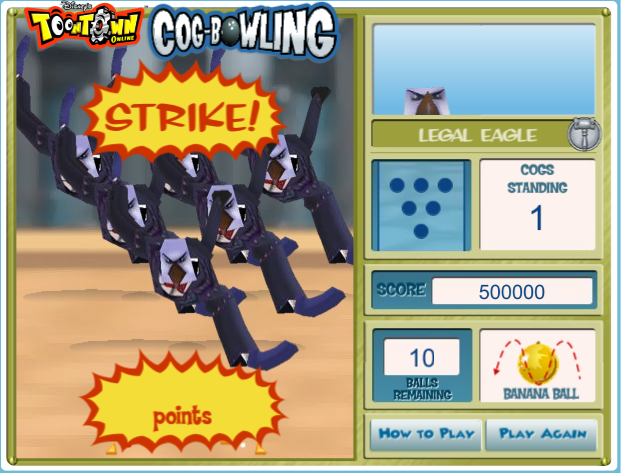 Disney's
TOONTOWN
ONLINE
COG-BOWLING
STRIKE!
points
LEGAL EAGLE
COGS
STANDING
1
SCORE 500000
10
BALLS
REMAINING
BANANA BALL
HOW TO PLAY
PLAY AGAIN